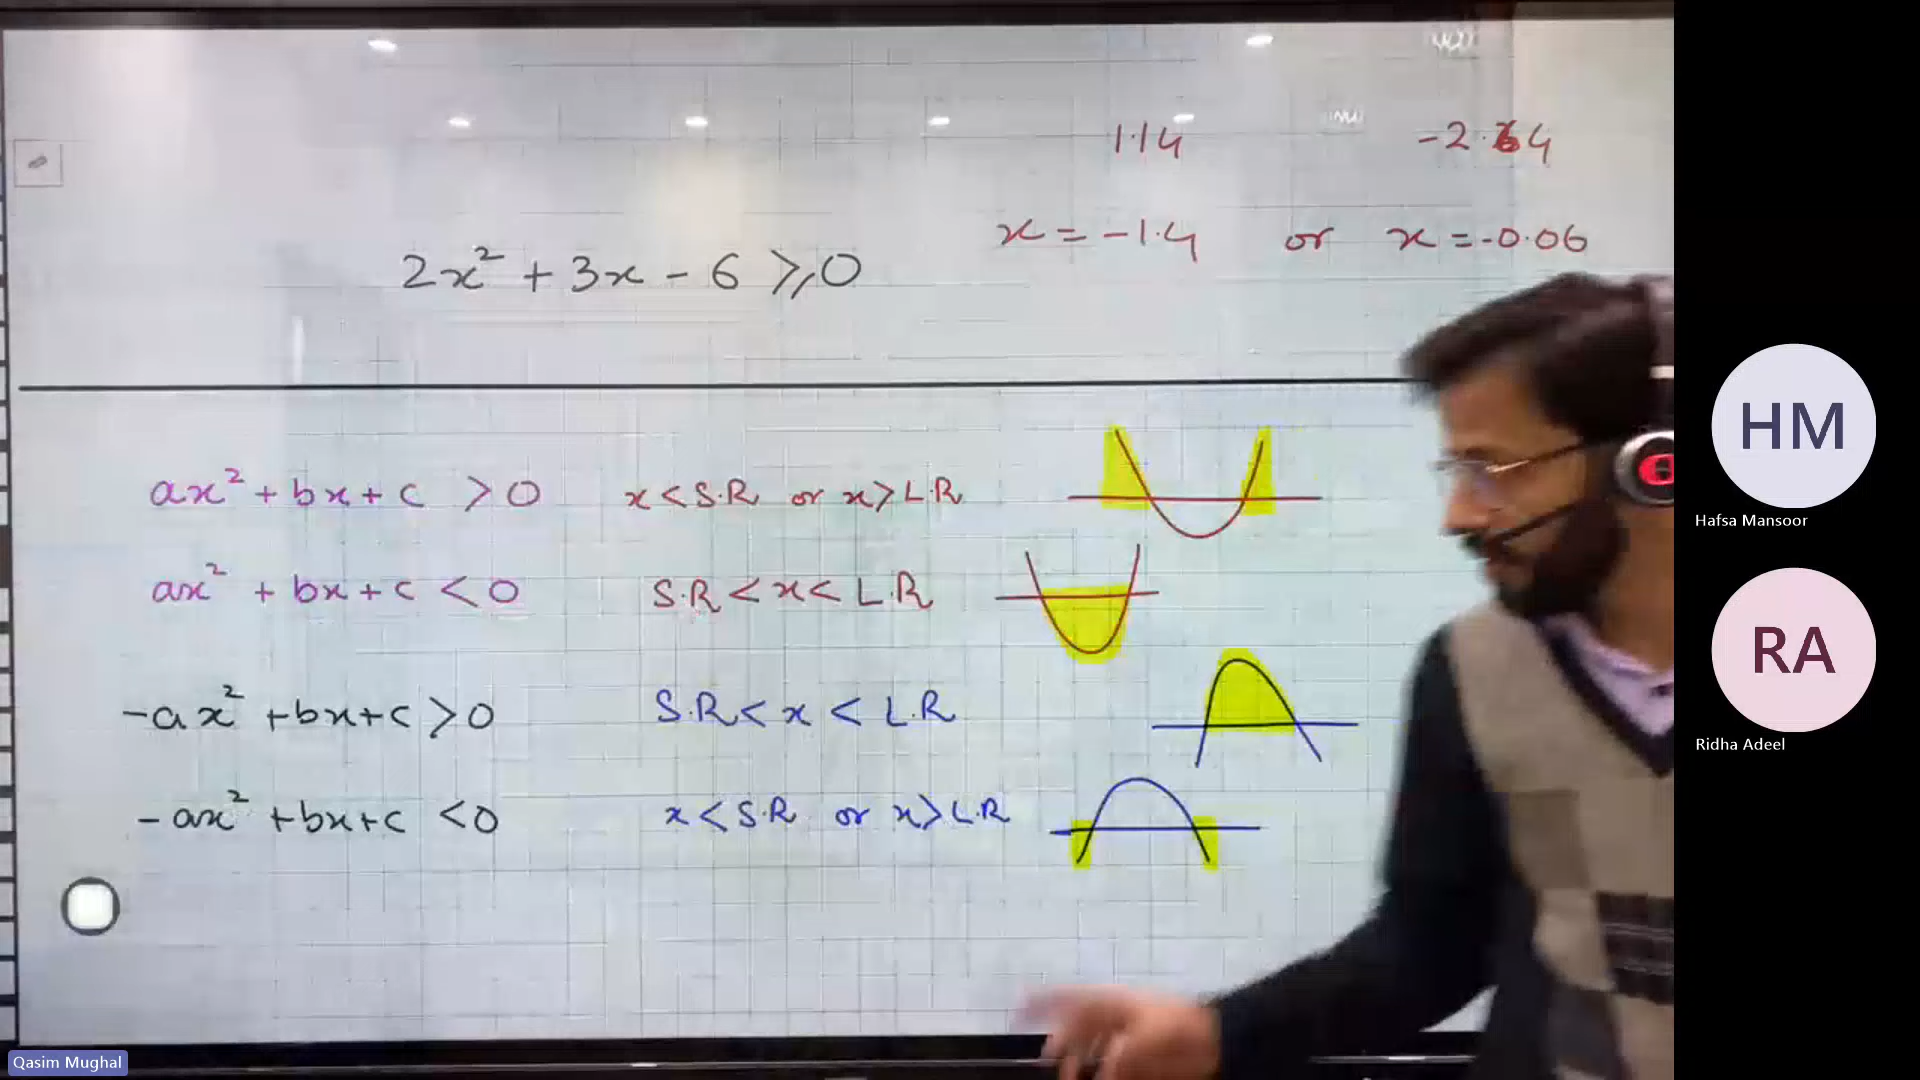 1.14 -2.64
x = -1.4 or x = -0.06
2x² + 3x - 6 ⩾ 0
ax² + bx + c > 0 x < S.R or x > L.R
ax² + bx + c < 0 S.R < x < L.R
-ax² + bx + c > 0 S.R < x < L.R
-ax² + bx + c < 0 x < S.R or x > L.R
HM
Hafsa Mansoor
RA
Ridha Adeel
Qasim Mughal